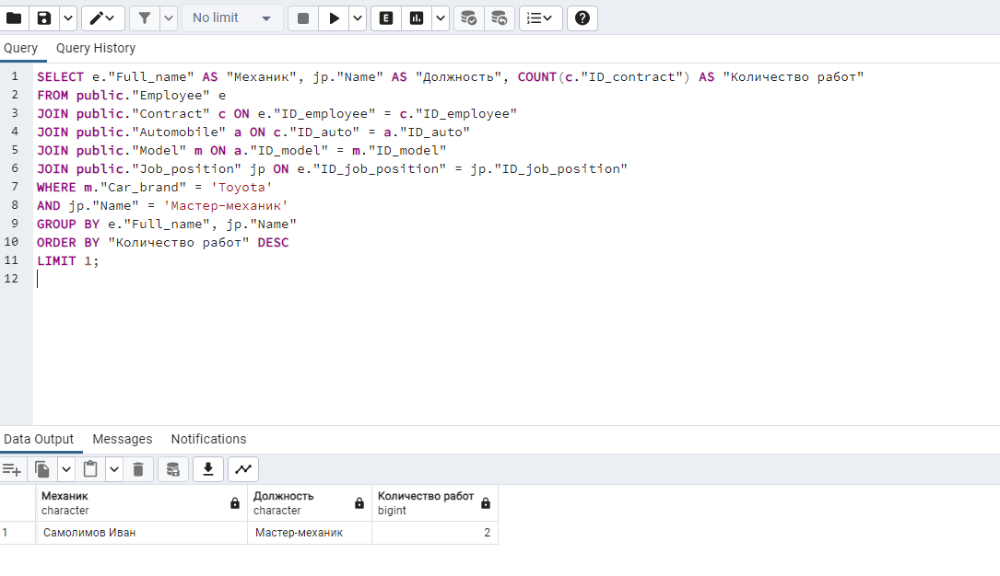 No limit
E
Query Query History
1 SELECT e."Full_name" AS "Механик", jp."Name" AS "Должность", COUNT(c."ID_contract") AS "Количество работ"
2 FROM public."Employee" e
3 JOIN public."Contract" c ON e."ID_employee" = c."ID_employee"
4 JOIN public."Automobile" a ON c."ID_auto" = a."ID_auto"
5 JOIN public."Model" m ON a."ID_model" = m."ID_model"
6 JOIN public."Job_position" jp ON e."ID_job_position" = jp."ID_job_position"
7 WHERE m."Car_brand" = 'Toyota'
8 AND jp."Name" = 'Мастер-механик'
9 GROUP BY e."Full_name", jp."Name"
10 ORDER BY "Количество работ" DESC
11 LIMIT 1;
12
Data Output Messages Notifications
Механик Должность Количество работ
character character bigint
1 Самолимов Иван Мастер-механик 2